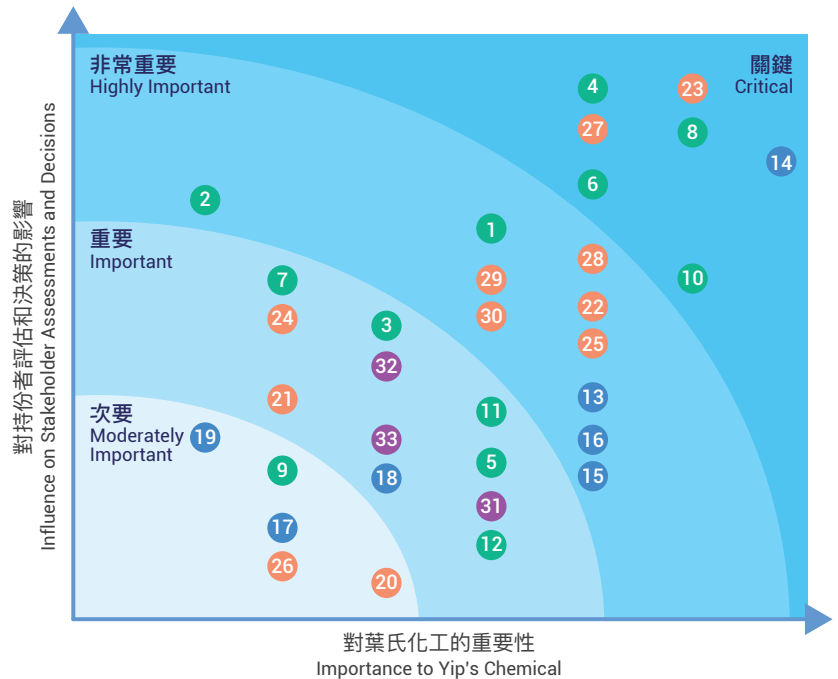 非常重要
Highly Important
關鍵
Critical
4
23
27
8
14
6
2
1
重要
Important
28
7
29
10
24
30
22
3
25
32
21
13
次要
Moderately
Important
19
11
33
16
9
18
5
15
31
17
12
26
20
對持份者評估和決策的影響
Influence on Stakeholder Assessments and Decisions
對葉氏化工的重要性
Importance to Yip's Chemical